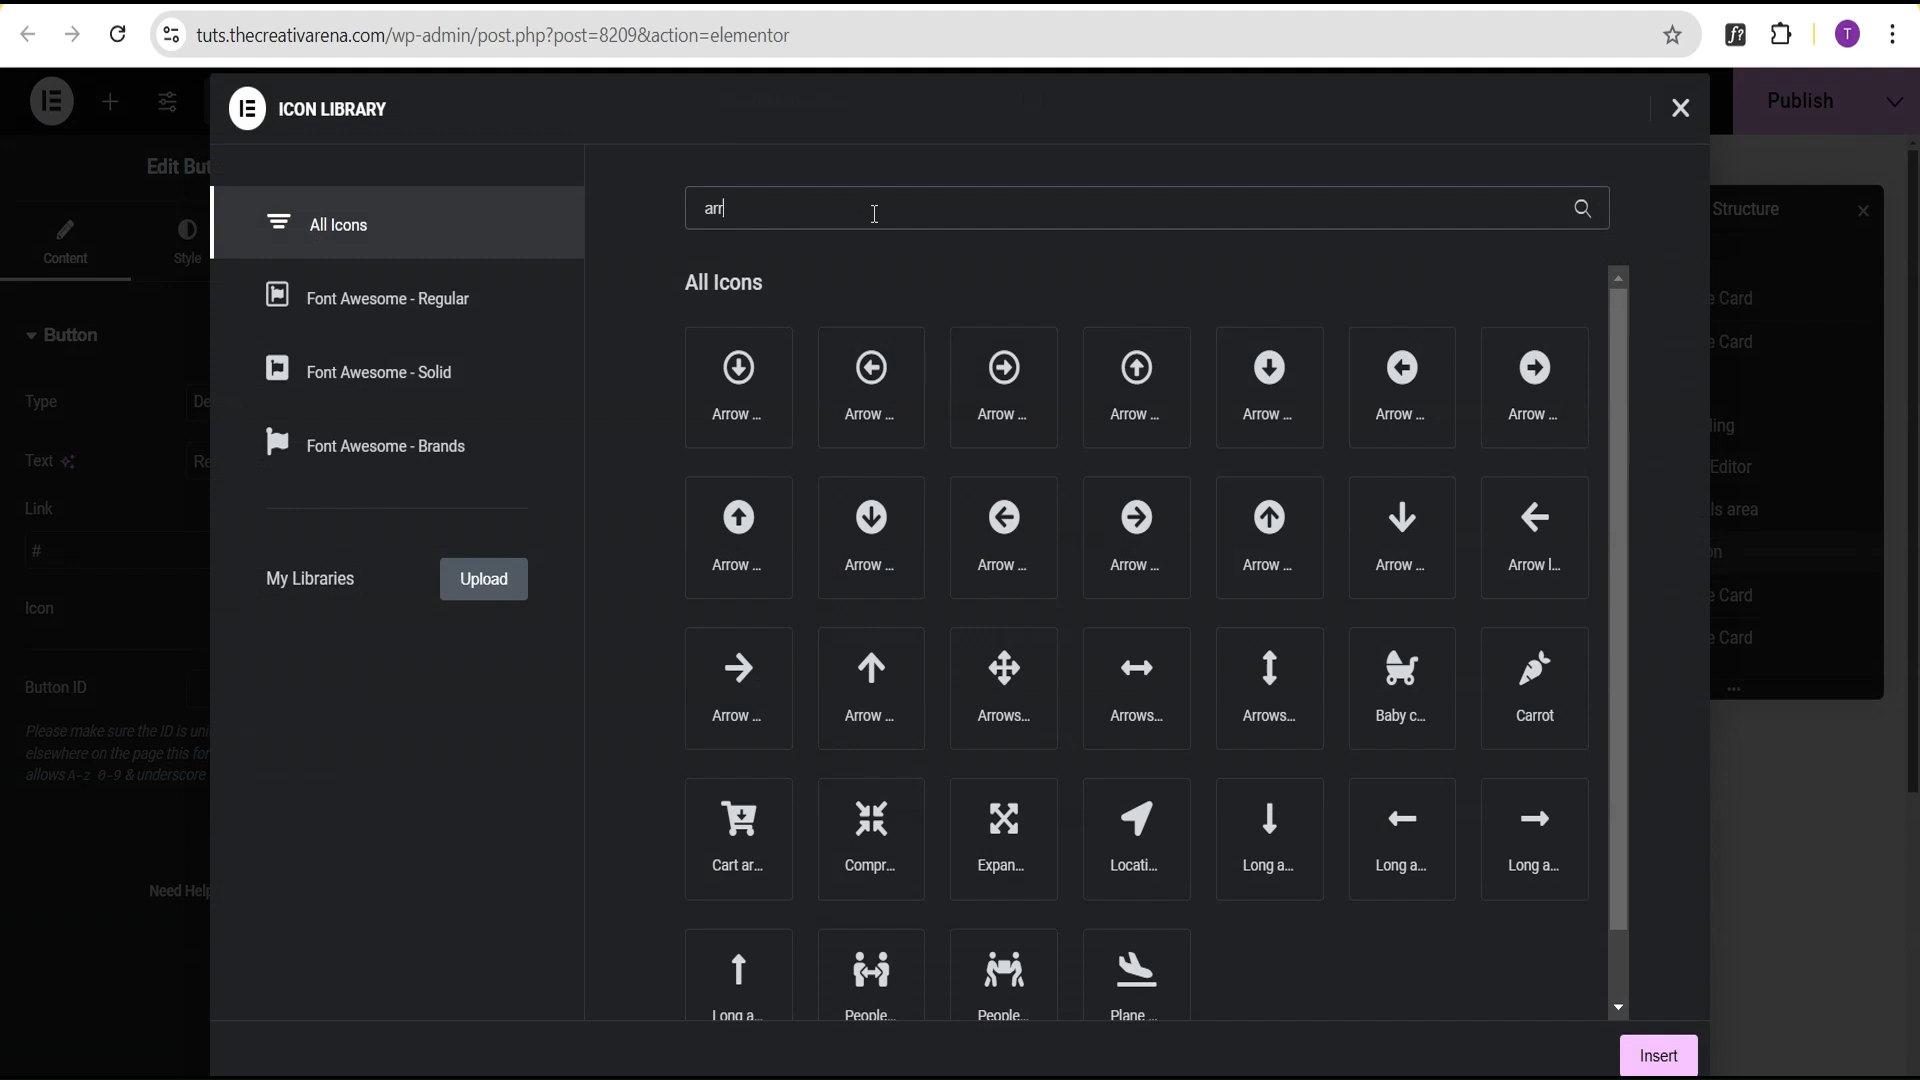 tuts.thecreativarena.com/wp-admin/post.php?post=8209&action=elementor
T
ICON LIBRARY
Publish
Edit But
Content
Style
Button
Type
De
Text
Re
Link
#
Icon
Button ID
Please make sure the ID is uni
elsewhere on the page this for
allows A-z 0-9 & underscore
Need Help
All Icons
Font Awesome - Regular
Font Awesome - Solid
Font Awesome - Brands
My Libraries
Upload
arr
All Icons
Arrow ...
Arrow ...
Arrow ...
Arrow ...
Arrow ...
Arrow ...
Arrow ...
Arrow ...
Arrow ...
Arrow ...
Arrow ...
Arrow ...
Arrow ...
Arrow l...
Arrow ...
Arrow ...
Arrows...
Arrows...
Arrows...
Baby c...
Carrot
Cart ar...
Compr...
Expan...
Locati...
Long a...
Long a...
Long a...
Long a...
People...
People...
Plane ...
Insert
Structure
e Card
e Card
ling
Editor
ls area
on
e Card
e Card